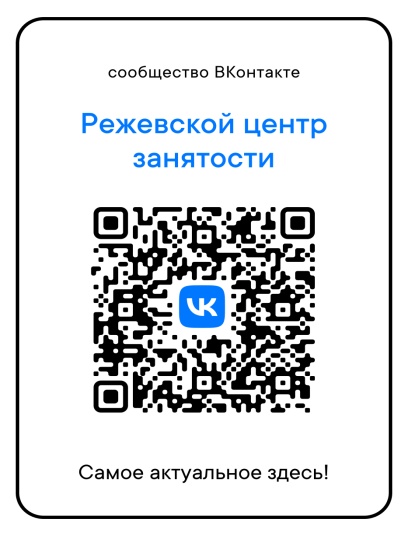 сообщество ВКонтакте
Режевской центр
занятости
Самое актуальное здесь!